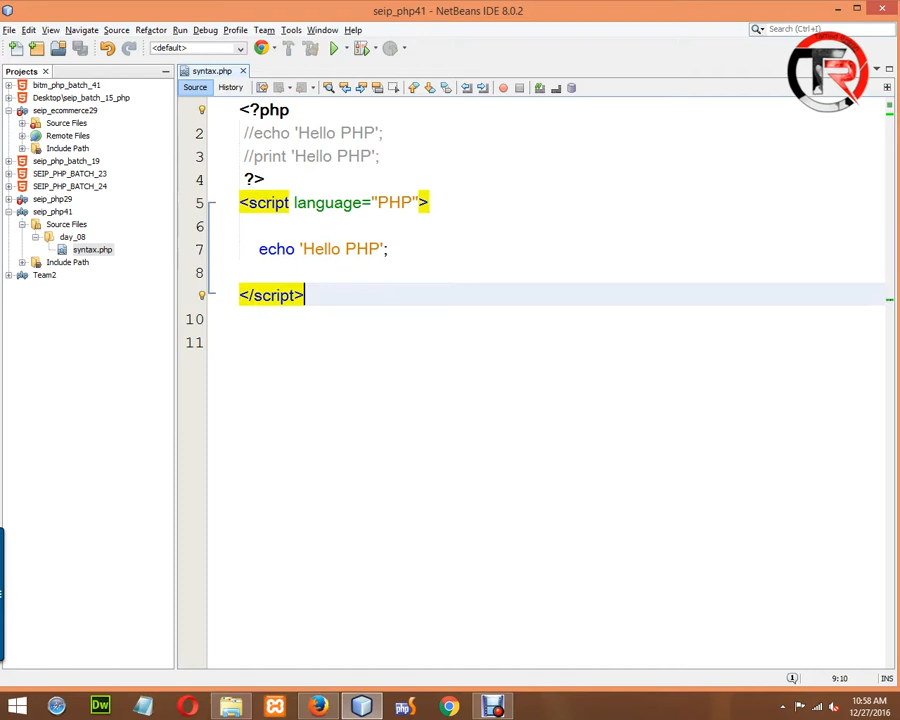 seip_php41 - NetBeans IDE 8.0.2
File Edit View Navigate Source Refactor Run Debug Profile Team Tools Window Help
Search (Ctrl+I)
<default>
Projects
syntax.php
Source History
bitm_php_batch_41
Desktop\seip_batch_15_php
seip_ecommerce29
Source Files
Remote Files
Include Path
seip_php_batch_19
SEIP_PHP_BATCH_23
SEIP_PHP_BATCH_24
seip_php29
seip_php41
Source Files
day_08
syntax.php
Include Path
Team2
<?php
2 //echo 'Hello PHP';
3 //print 'Hello PHP';
4 ?>
5 <script language="PHP">
6
7 echo 'Hello PHP';
8
</script>
10
11
TR
9:10 INS
Dw
php
10:58 AM
12/27/2016